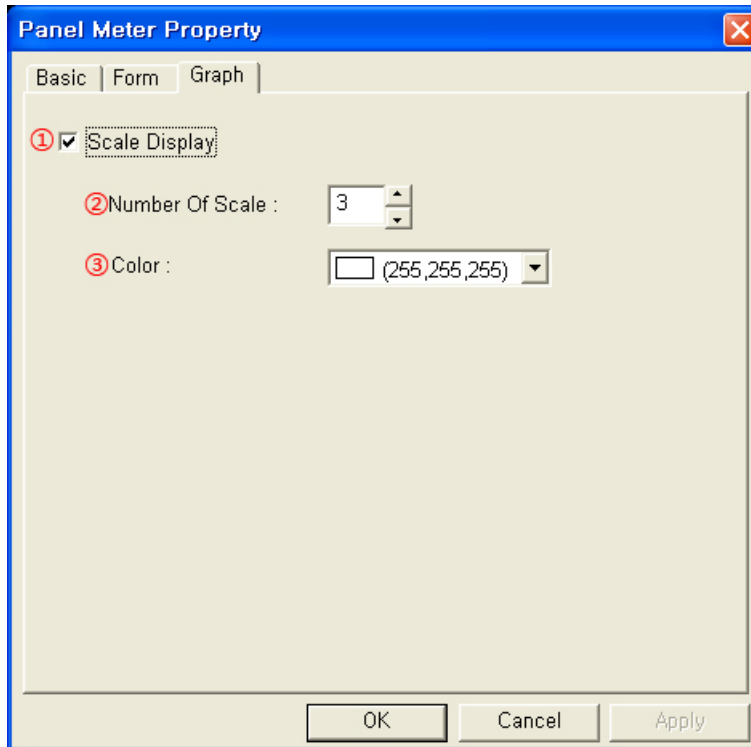 Panel Meter Property
Basic Form Graph
① Scale Display
②Number Of Scale : 3
③Color : (255,255,255)
OK Cancel Apply